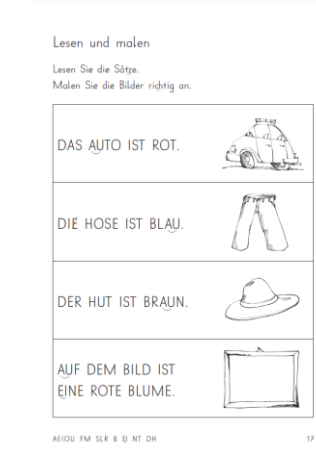 Lesen und malen
Lesen Sie die Sätze.
Malen Sie die Bilder richtig an.
DAS AUTO IST ROT.
DIE HOSE IST BLAU.
DER HUT IST BRAUN.
AUF DEM BILD IST
EINE ROTE BLUME.
AEIOU FM SLR B EI NT DH
17